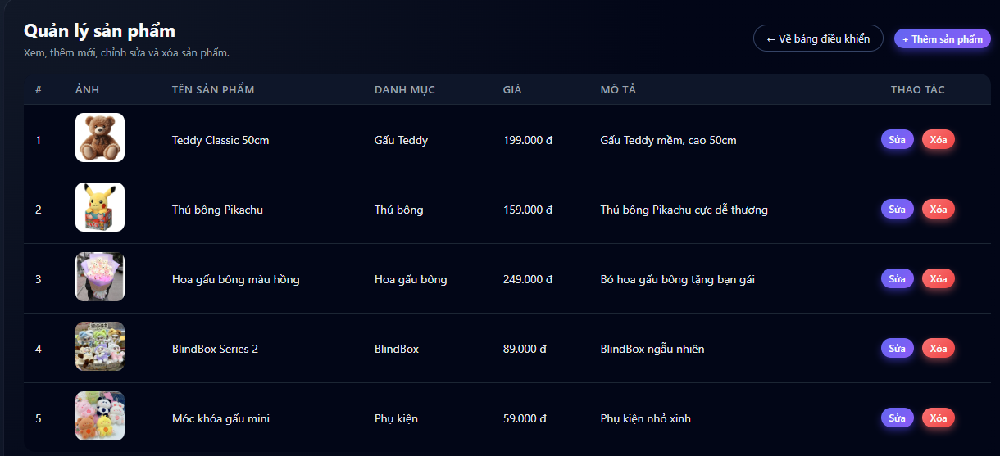 Quản lý sản phẩm
Xem, thêm mới, chỉnh sửa và xóa sản phẩm.
← Về bảng điều khiển
+ Thêm sản phẩm
# ẢNH TÊN SẢN PHẨM DANH MỤC GIÁ MÔ TẢ THAO TÁC
1 Teddy Classic 50cm Gấu Teddy 199.000 đ Gấu Teddy mềm, cao 50cm Sửa Xóa
2 Thú bông Pikachu Thú bông 159.000 đ Thú bông Pikachu cực dễ thương Sửa Xóa
3 Hoa gấu bông màu hồng Hoa gấu bông 249.000 đ Bó hoa gấu bông tặng bạn gái Sửa Xóa
4 BlindBox Series 2 BlindBox 89.000 đ BlindBox ngẫu nhiên Sửa Xóa
5 Móc khóa gấu mini Phụ kiện 59.000 đ Phụ kiện nhỏ xinh Sửa Xóa